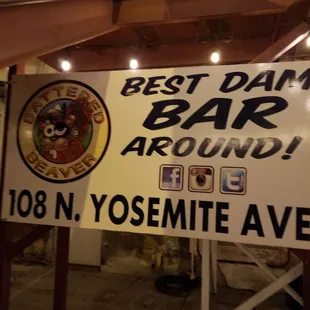 BATTERED
BEAVER
BEST DAM
BAR
AROUND!
108 N. YOSEMITE AVE